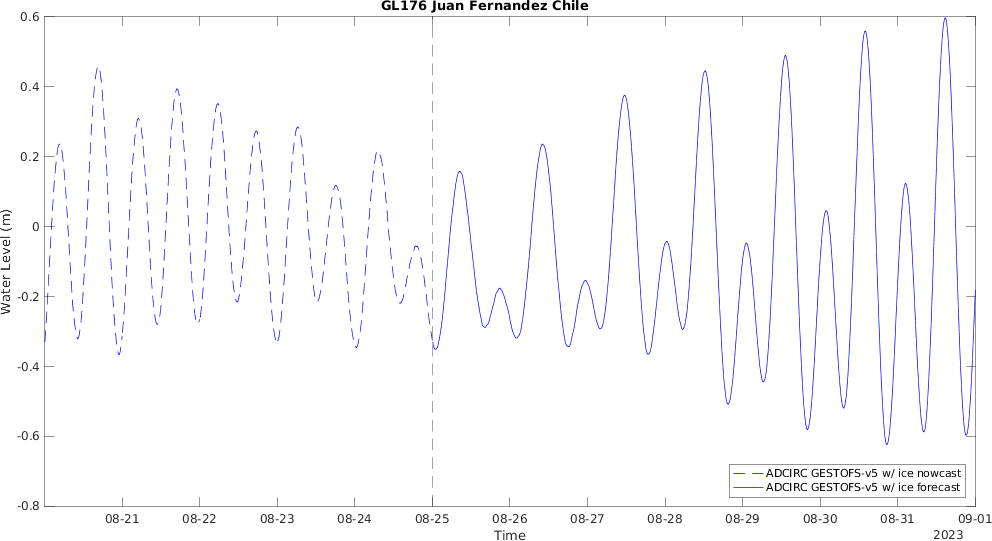 GL176 Juan Fernandez Chile
0.6
0.4
0.2
0
-0.2
-0.4
-0.6
-0.8
Water Level (m)
ADCIRC GESTOFS-v5 w/ ice nowcast
ADCIRC GESTOFS-v5 w/ ice forecast
08-21 08-22 08-23 08-24 08-25 08-26 08-27 08-28 08-29 08-30 08-31 09-01
Time
2023